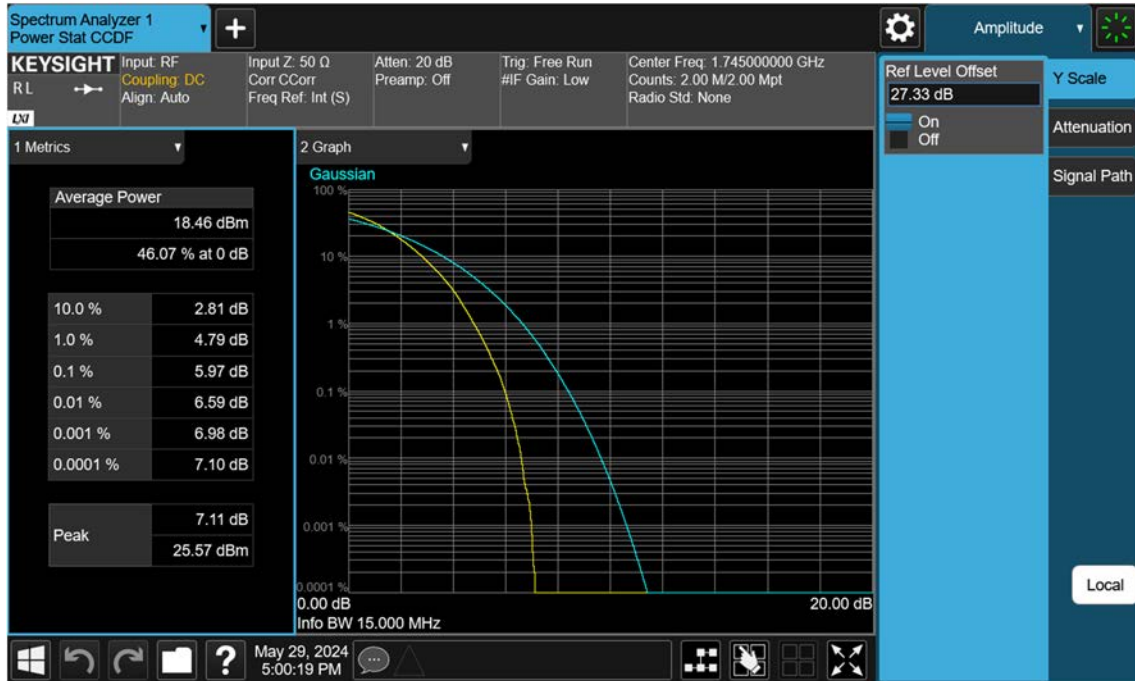 Spectrum Analyzer 1
Power Stat CCDF
Amplitude
KEYSIGHT
R L
LXI
Input: RF
Coupling: DC
Align: Auto
Input Z: 50 Ω
Corr CCorr
Freq Ref: Int (S)
Atten: 20 dB
Preamp: Off
Trig: Free Run
#IF Gain: Low
Center Freq: 1.745000000 GHz
Counts: 2.00 M/2.00 Mpt
Radio Std: None
Ref Level Offset
27.33 dB
On
Off
Y Scale
Attenuation
Signal Path
1 Metrics
Average Power
18.46 dBm
46.07 % at 0 dB
10.0 % 2.81 dB
1.0 % 4.79 dB
0.1 % 5.97 dB
0.01 % 6.59 dB
0.001 % 6.98 dB
0.0001 % 7.10 dB
Peak 7.11 dB
25.57 dBm
2 Graph
Gaussian
100 %
10 %
1 %
0.1 %
0.01 %
0.001 %
0.0001 %
0.00 dB 20.00 dB
Info BW 15.000 MHz
Local
?
May 29, 2024
5:00:19 PM